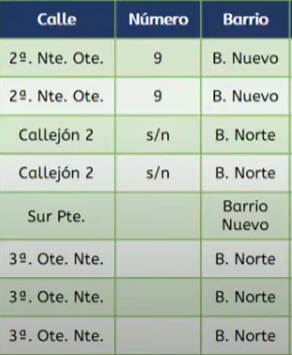 Calle Número Barrio
2ª. Nte. Ote. 9 B. Nuevo
2ª. Nte. Ote. 9 B. Nuevo
Callejón 2 s/n B. Norte
Callejón 2 s/n B. Norte
Sur Pte. Barrio
Nuevo
3ª. Ote. Nte. B. Norte
3ª. Ote. Nte. B. Norte
3ª. Ote. Nte. B. Norte